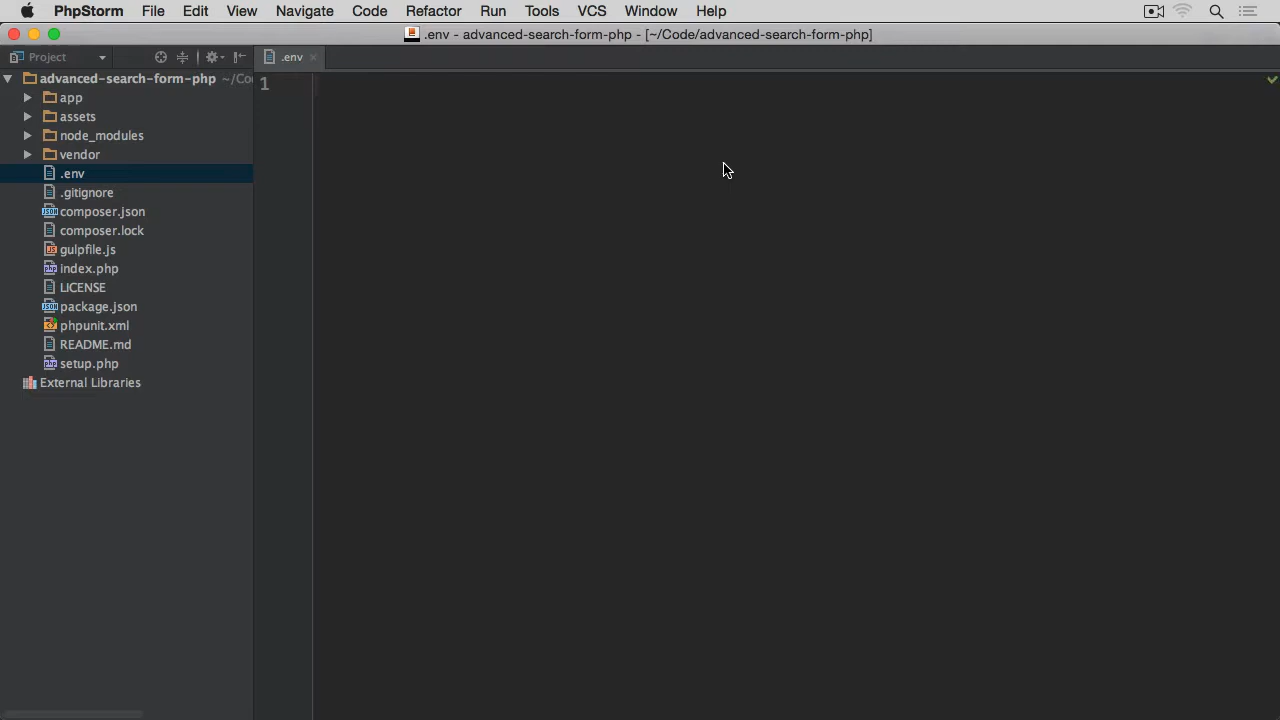 PhpStorm File Edit View Navigate Code Refactor Run Tools VCS Window Help
.env - advanced-search-form-php - [~/Code/advanced-search-form-php]
Project .env
advanced-search-form-php ~/Co
1
app
assets
node_modules
vendor
.env
.gitignore
composer.json
composer.lock
gulpfile.js
index.php
LICENSE
package.json
phpunit.xml
README.md
setup.php
External Libraries